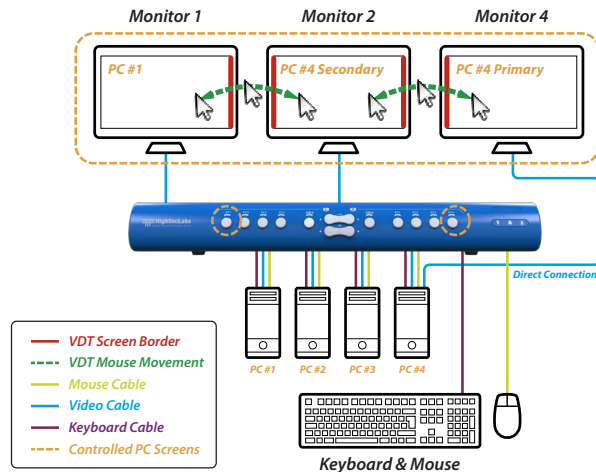 Monitor 1
Monitor 2
Monitor 4
PC #1
PC #4 Secondary
PC #4 Primary
HighSecLabs
Direct Connection
PC #1
PC #2
PC #3
PC #4
VDT Screen Border
VDT Mouse Movement
Mouse Cable
Video Cable
Keyboard Cable
Controlled PC Screens
Keyboard & Mouse